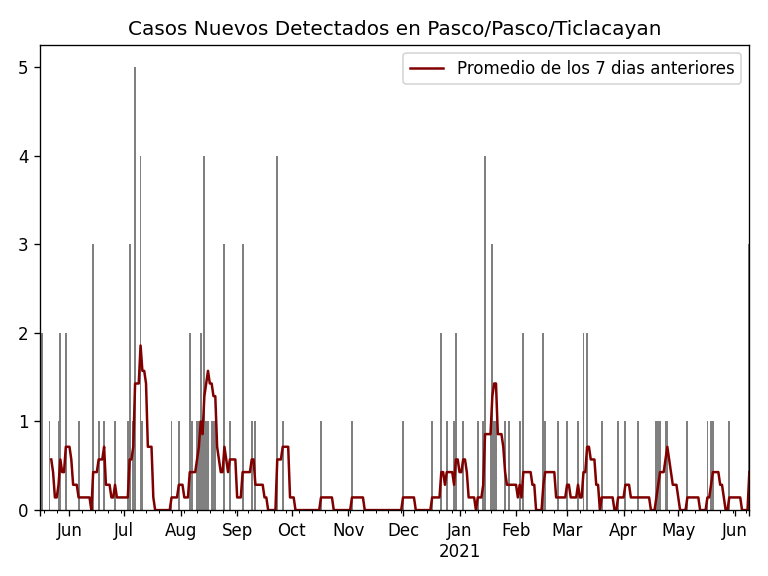 Casos Nuevos Detectados en Pasco/Pasco/Ticlacayan
Promedio de los 7 dias anteriores
5
4
3
2
1
0
Jun Jul Aug Sep Oct Nov Dec Jan Feb Mar Apr May Jun
2021